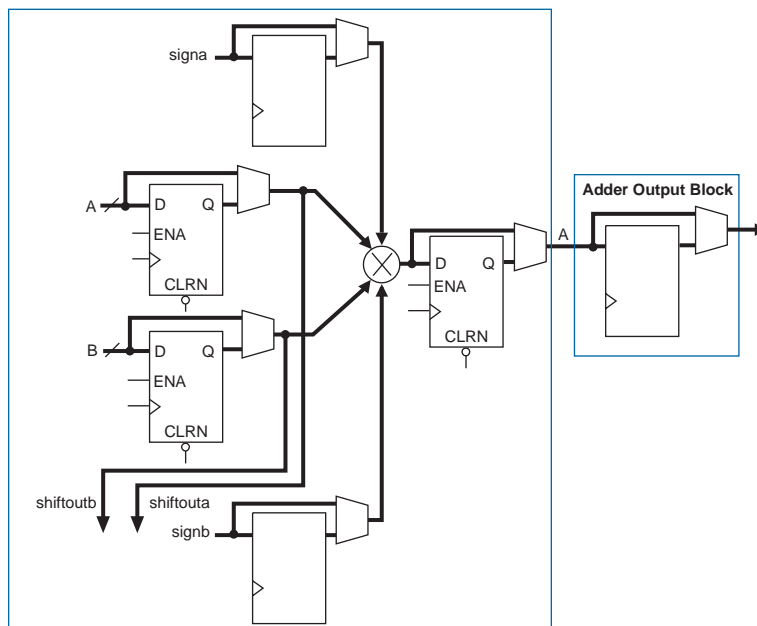 signa
Adder Output Block
A
D Q
ENA
CLRN
A
D Q
ENA
CLRN
B
D Q
ENA
CLRN
shiftoutb
shiftouta
signb